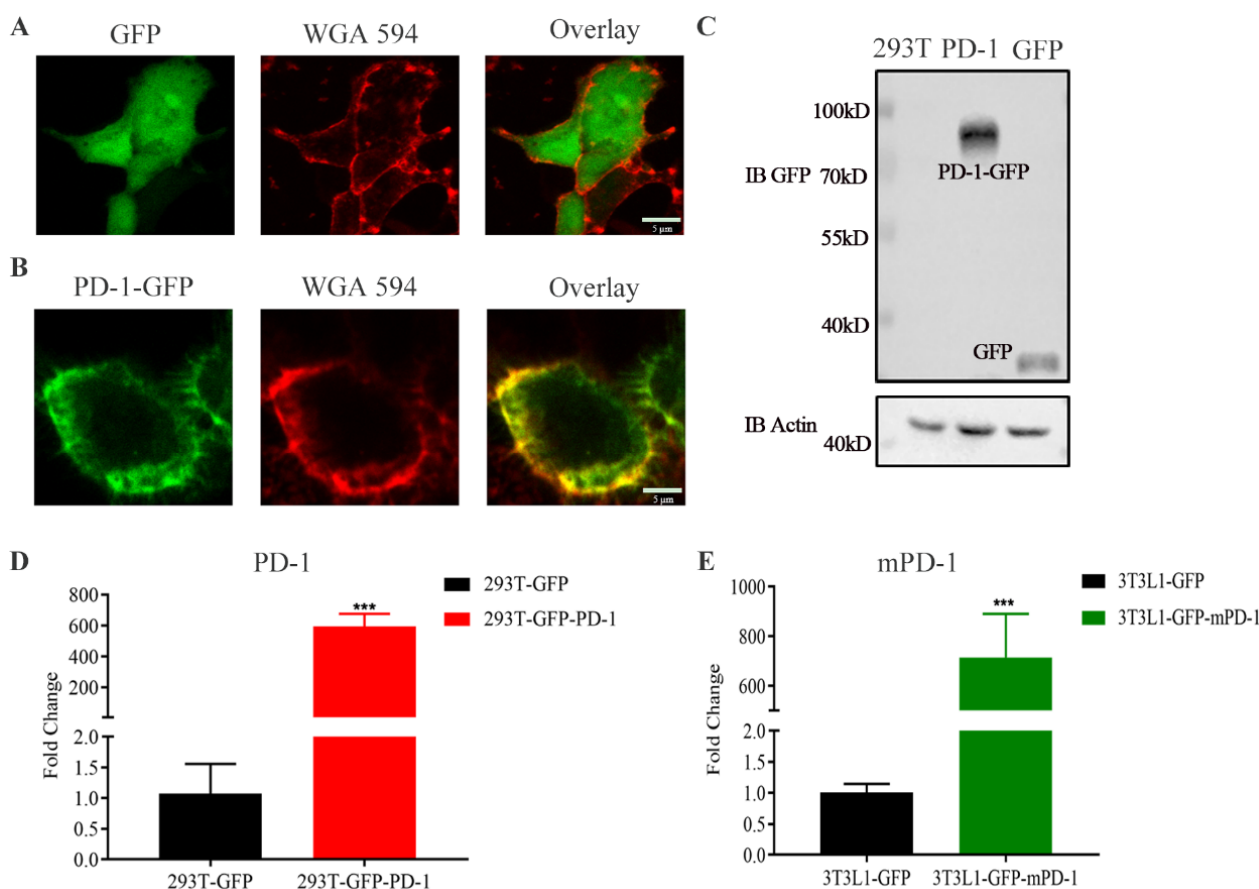 A
GFP
WGA 594
Overlay
5 µm
B
PD-1-GFP
WGA 594
Overlay
5 µm
C
293T PD-1 GFP
100kD
IB GFP
70kD
PD-1-GFP
55kD
40kD
GFP
IB Actin
40kD
D
PD-1
Fold Change
800
600
400
200
2.0
1.5
1.0
0.5
0.0
***
293T-GFP
293T-GFP-PD-1
293T-GFP
293T-GFP-PD-1
E
mPD-1
Fold Change
1000
800
600
2.0
1.5
1.0
0.5
0.0
***
3T3L1-GFP
3T3L1-GFP-mPD-1
3T3L1-GFP
3T3L1-GFP-mPD-1